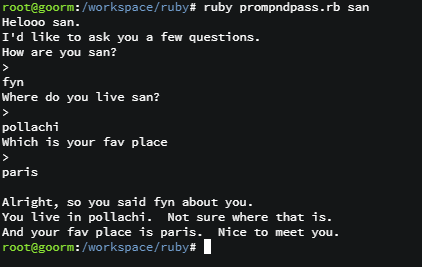 root@goorm:/workspace/ruby# ruby prompndpass.rb san
Helooo san.
I'd like to ask you a few questions.
How are you san?
>
fyn
Where do you live san?
>
pollachi
Which is your fav place
>
paris

Alright, so you said fyn about you.
You live in pollachi.  Not sure where that is.
And your fav place is paris.  Nice to meet you.
root@goorm:/workspace/ruby#